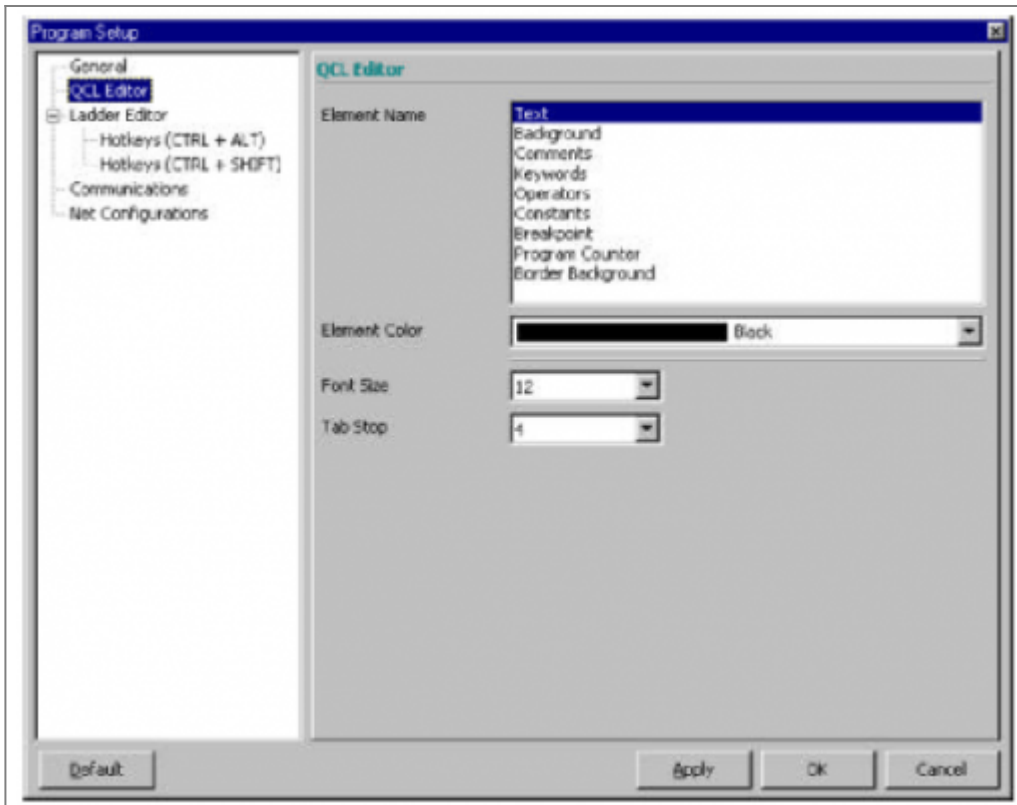 Program Setup
General
QCL Editor
Ladder Editor
Hotkeys (CTRL + ALT)
Hotkeys (CTRL + SHIFT)
Communications
Net Configurations
QCL Editor
Element Name
Text
Background
Comments
Keywords
Operators
Constants
Breakpoint
Program Counter
Border Background
Element Color
Black
Font Size
12
Tab Stop
4
Default
Apply
OK
Cancel